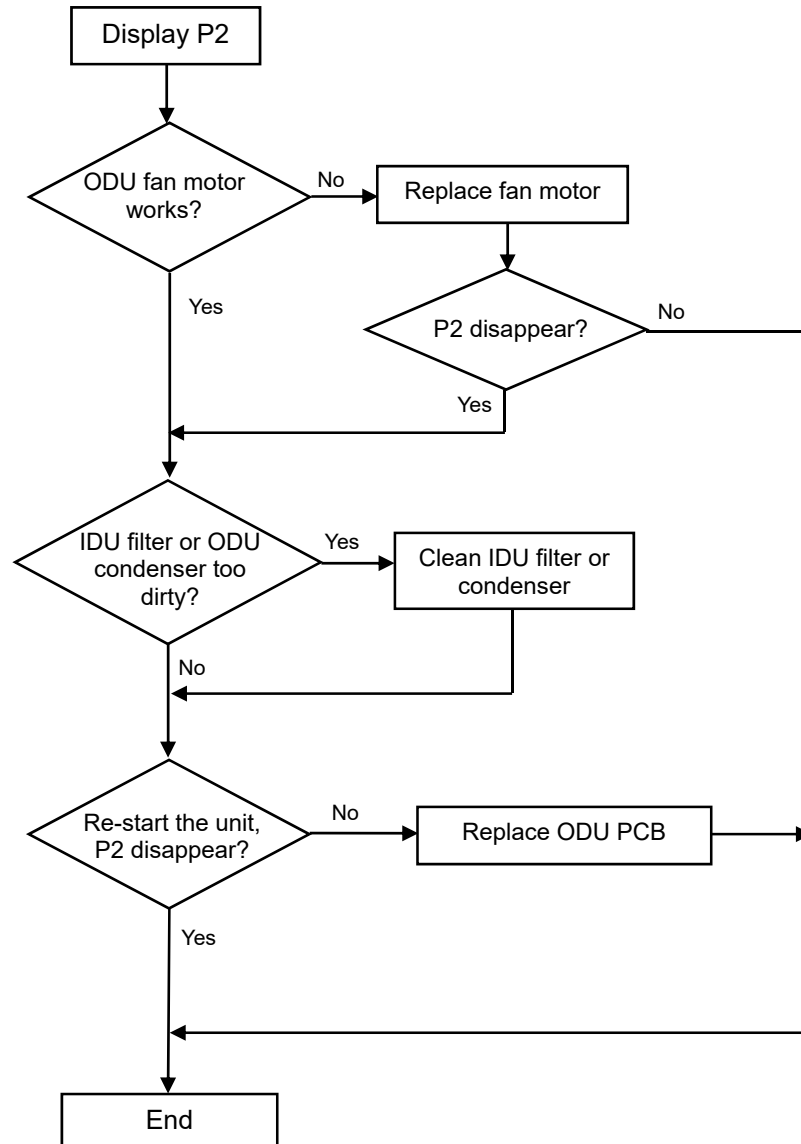 Display P2
ODU fan motor
works?
No
Replace fan motor
Yes
P2 disappear?
No
Yes
IDU filter or ODU
condenser too
dirty?
Yes
Clean IDU filter or
condenser
No
Re-start the unit,
P2 disappear?
No
Replace ODU PCB
Yes
End